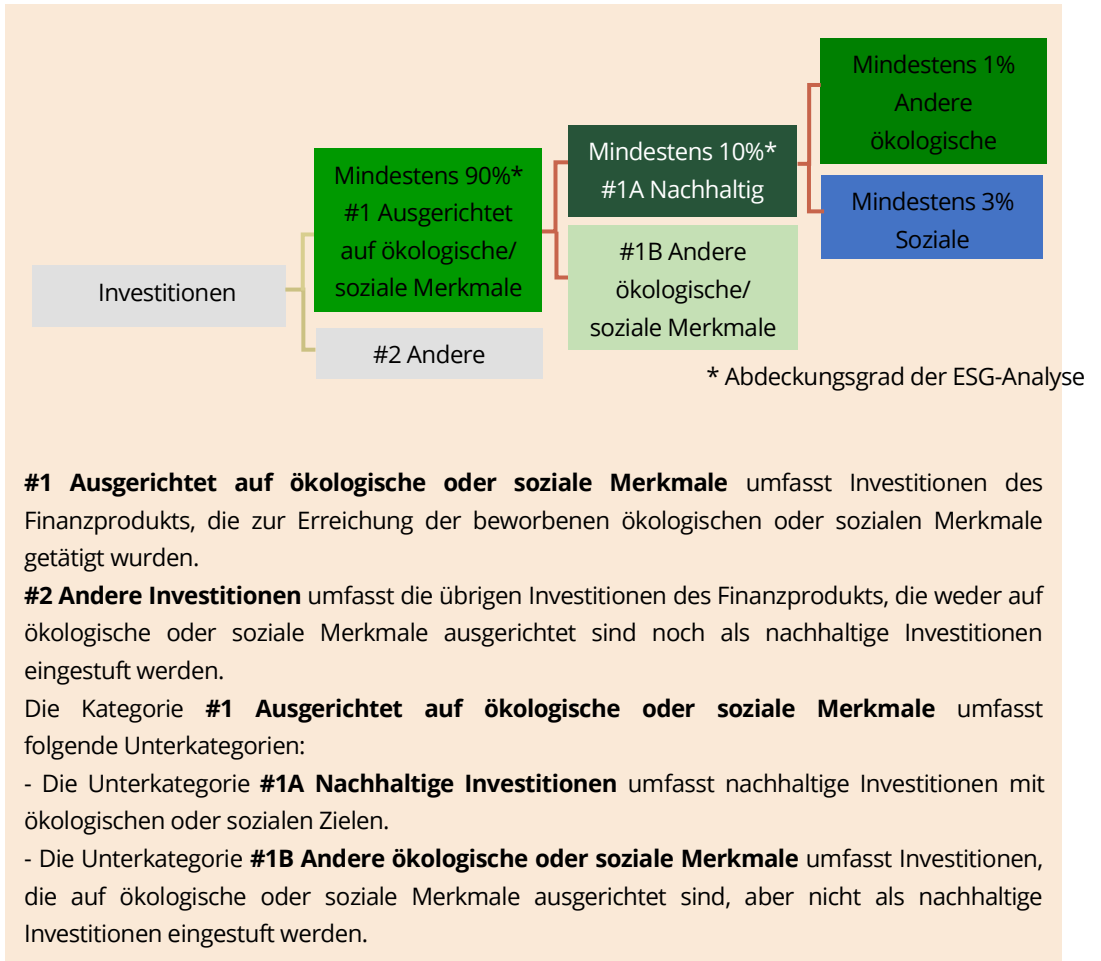 Investitionen
Mindestens 90%*
#1 Ausgerichtet
auf ökologische/
soziale Merkmale
#2 Andere
Mindestens 10%*
#1A Nachhaltig
#1B Andere
ökologische/
soziale Merkmale
Mindestens 1%
Andere
ökologische
Mindestens 3%
Soziale
* Abdeckungsgrad der ESG-Analyse
#1 Ausgerichtet auf ökologische oder soziale Merkmale umfasst Investitionen des
Finanzprodukts, die zur Erreichung der beworbenen ökologischen oder sozialen Merkmale
getätigt wurden.
#2 Andere Investitionen umfasst die übrigen Investitionen des Finanzprodukts, die weder auf
ökologische oder soziale Merkmale ausgerichtet sind noch als nachhaltige Investitionen
eingestuft werden.
Die Kategorie #1 Ausgerichtet auf ökologische oder soziale Merkmale umfasst
folgende Unterkategorien:
- Die Unterkategorie #1A Nachhaltige Investitionen umfasst nachhaltige Investitionen mit
ökologischen oder sozialen Zielen.
- Die Unterkategorie #1B Andere ökologische oder soziale Merkmale umfasst Investitionen,
die auf ökologische oder soziale Merkmale ausgerichtet sind, aber nicht als nachhaltige
Investitionen eingestuft werden.